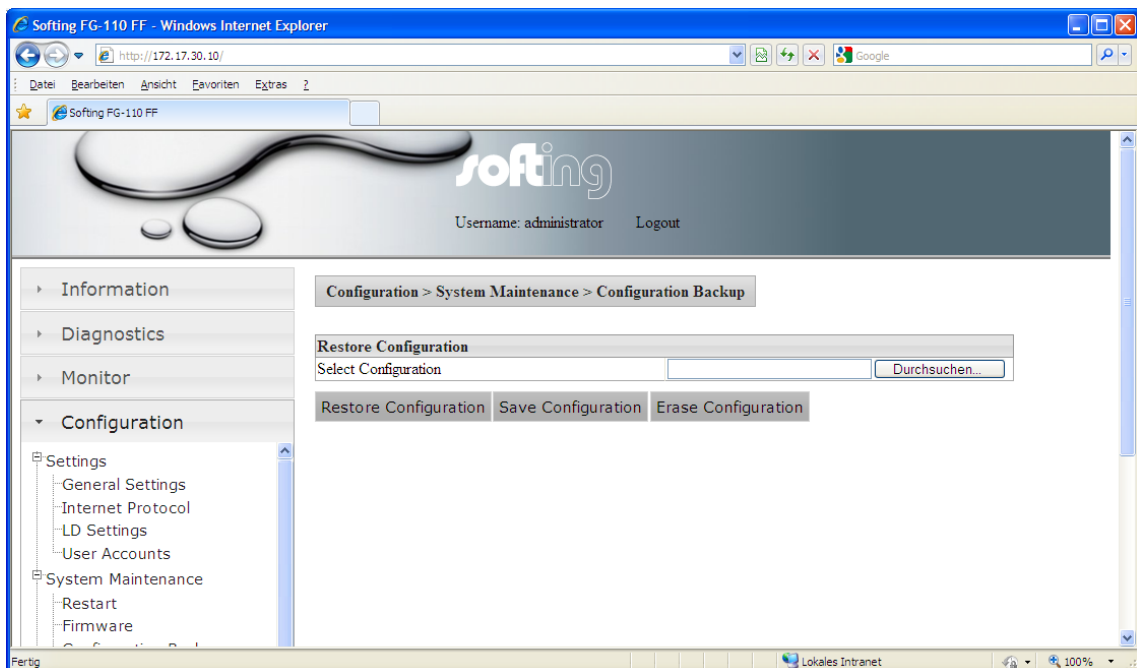 Softing FG-110 FF - Windows Internet Explorer
http://172.17.30.10/
Google
Datei Bearbeiten Ansicht Favoriten Extras ?
Softing FG-110 FF
softing
Username: administrator Logout
Information
Diagnostics
Monitor
Configuration
Settings
General Settings
Internet Protocol
LD Settings
User Accounts
System Maintenance
Restart
Firmware
Configuration > System Maintenance > Configuration Backup
Restore Configuration
Select Configuration Durchsuchen...
Restore Configuration Save Configuration Erase Configuration
Fertig Lokales Intranet 100%